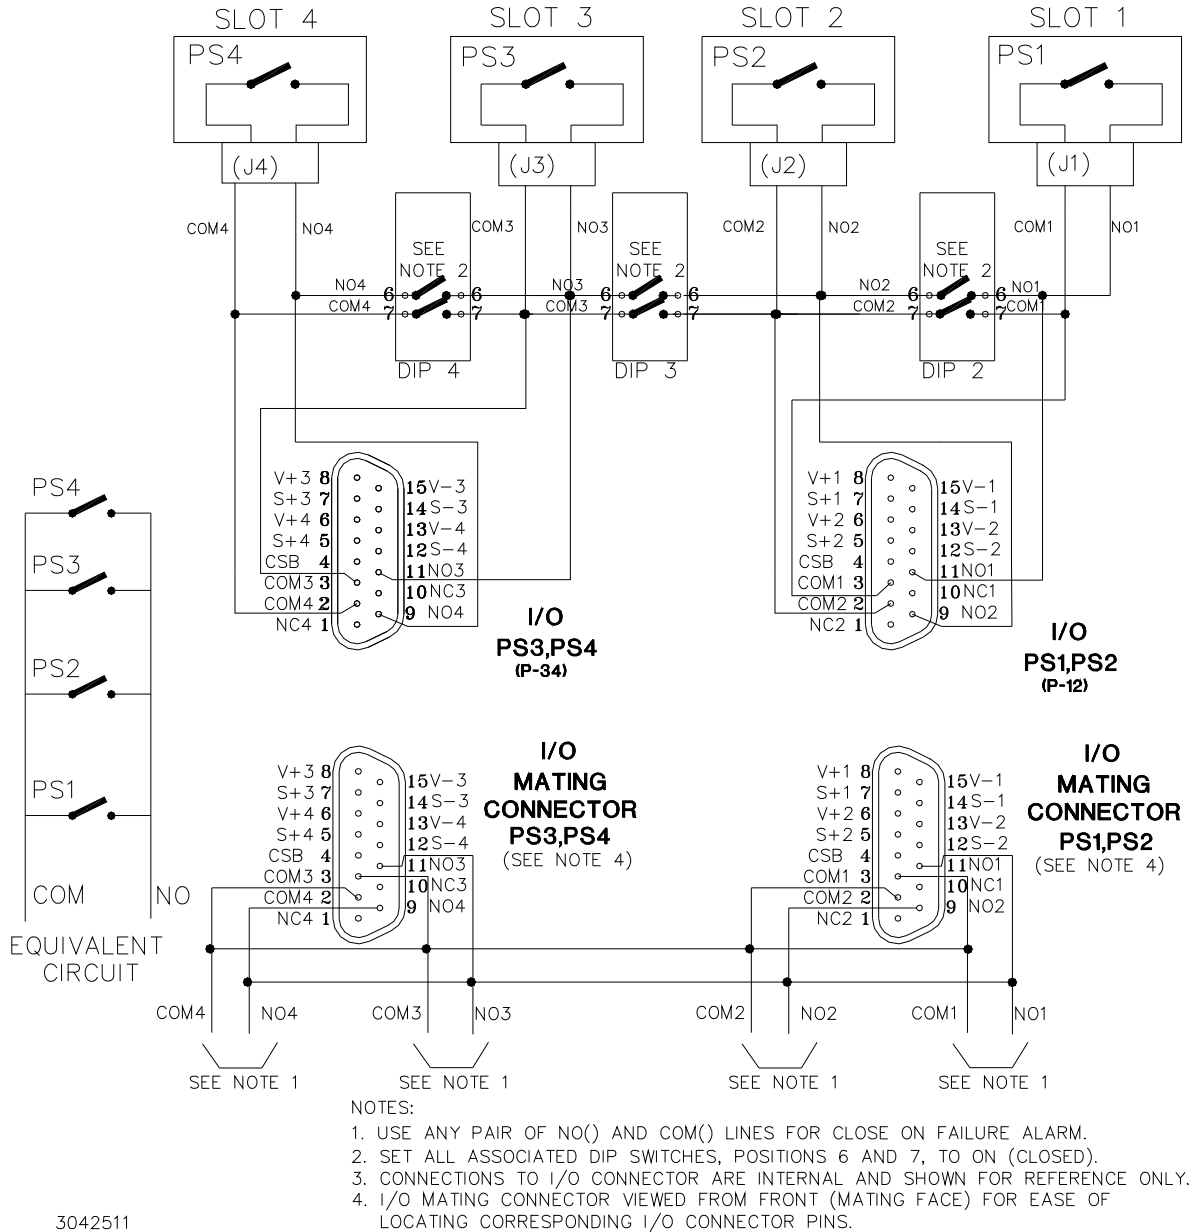 SLOT 4 SLOT 3 SLOT 2 SLOT 1
PS4 PS3 PS2 PS1
(J4) (J3) (J2) (J1)
COM4 NO4 COM3 NO3 COM2 NO2 COM1 NO1
SEE SEE SEE
NOTE 2 NOTE 2 NOTE 2
NO4 6 6 NO3 6 6 NO2 6 6 NO1
COM4 7 7 COM3 7 7 COM2 7 7 COM1
DIP 4 DIP 3 DIP 2
V+3 8
S+3 7
V+4 6
S+4 5
CSB 4
COM3 3
COM4 2
NC4 1
15 V-3
14 S-3
13 V-4
12 S-4
11 NO3
10 NC3
9 NO4
I/O
PS3,PS4
(P-34)
V+1 8
S+1 7
V+2 6
S+2 5
CSB 4
COM1 3
COM2 2
NC2 1
15 V-1
14 S-1
13 V-2
12 S-2
11 NO1
10 NC1
9 NO2
I/O
PS1,PS2
(P-12)
PS4
PS3
PS2
PS1
COM NO
EQUIVALENT
CIRCUIT
V+3 8
S+3 7
V+4 6
S+4 5
CSB 4
COM3 3
COM4 2
NC4 1
15 V-3
14 S-3
13 V-4
12 S-4
11 NO3
10 NC3
9 NO4
I/O
MATING
CONNECTOR
PS3,PS4
(SEE NOTE 4)
V+1 8
S+1 7
V+2 6
S+2 5
CSB 4
COM1 3
COM2 2
NC2 1
15 V-1
14 S-1
13 V-2
12 S-2
11 NO1
10 NC1
9 NO2
I/O
MATING
CONNECTOR
PS1,PS2
(SEE NOTE 4)
COM4 NO4 COM3 NO3 COM2 NO2 COM1 NO1
SEE NOTE 1 SEE NOTE 1 SEE NOTE 1 SEE NOTE 1
NOTES:
1. USE ANY PAIR OF NO() AND COM() LINES FOR CLOSE ON FAILURE ALARM.
2. SET ALL ASSOCIATED DIP SWITCHES, POSITIONS 6 AND 7, TO ON (CLOSED).
3. CONNECTIONS TO I/O CONNECTOR ARE INTERNAL AND SHOWN FOR REFERENCE ONLY.
4. I/O MATING CONNECTOR VIEWED FROM FRONT (MATING FACE) FOR EASE OF
LOCATING CORRESPONDING I/O CONNECTOR PINS.
3042511